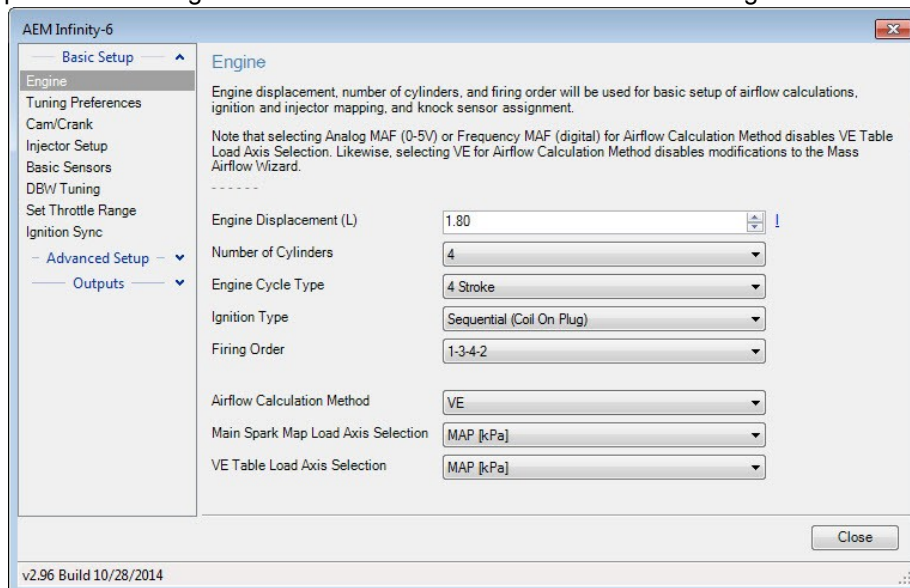 AEM Infinity-6
Basic Setup
Engine
Tuning Preferences
Cam/Crank
Injector Setup
Basic Sensors
DBW Tuning
Set Throttle Range
Ignition Sync
Advanced Setup
Outputs
Engine
Engine displacement, number of cylinders, and firing order will be used for basic setup of airflow calculations,
ignition and injector mapping, and knock sensor assignment.
Note that selecting Analog MAF (0-5V) or Frequency MAF (digital) for Airflow Calculation Method disables VE Table
Load Axis Selection. Likewise, selecting VE for Airflow Calculation Method disables modifications to the Mass
Airflow Wizard.
- - - - - -
Engine Displacement (L) 1.80 l
Number of Cylinders 4
Engine Cycle Type 4 Stroke
Ignition Type Sequential (Coil On Plug)
Firing Order 1-3-4-2
Airflow Calculation Method VE
Main Spark Map Load Axis Selection MAP [kPa]
VE Table Load Axis Selection MAP [kPa]
Close
v2.96 Build 10/28/2014